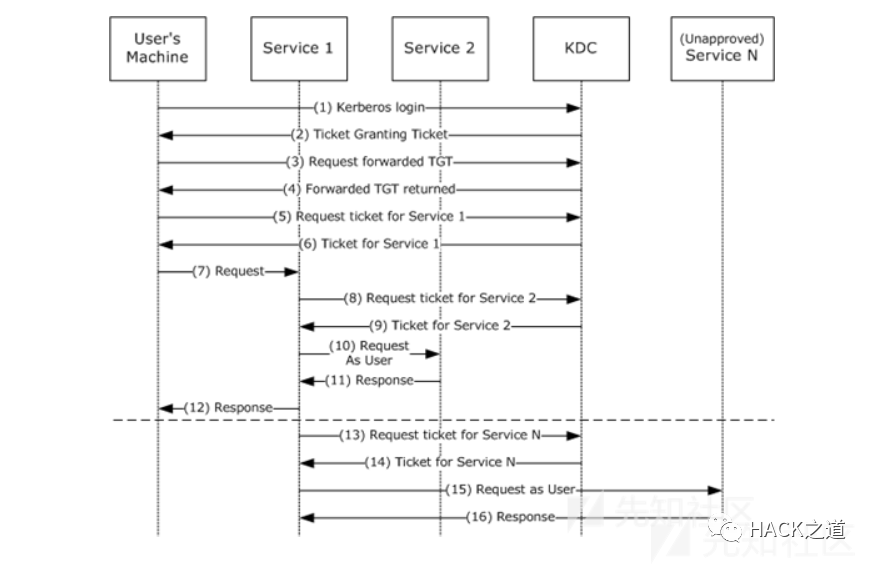 User's
Machine
Service 1
Service 2
KDC
(Unapproved)
Service N
(1) Kerberos login
(2) Ticket Granting Ticket
(3) Request forwarded TGT
(4) Forwarded TGT returned
(5) Request ticket for Service 1
(6) Ticket for Service 1
(7) Request
(8) Request ticket for Service 2
(9) Ticket for Service 2
(10) Request
As User
(11) Response
(12) Response
(13) Request ticket for Service N
(14) Ticket for Service N
(15) Request as User
(16) Response
先知社区
HACK之道
先知社区